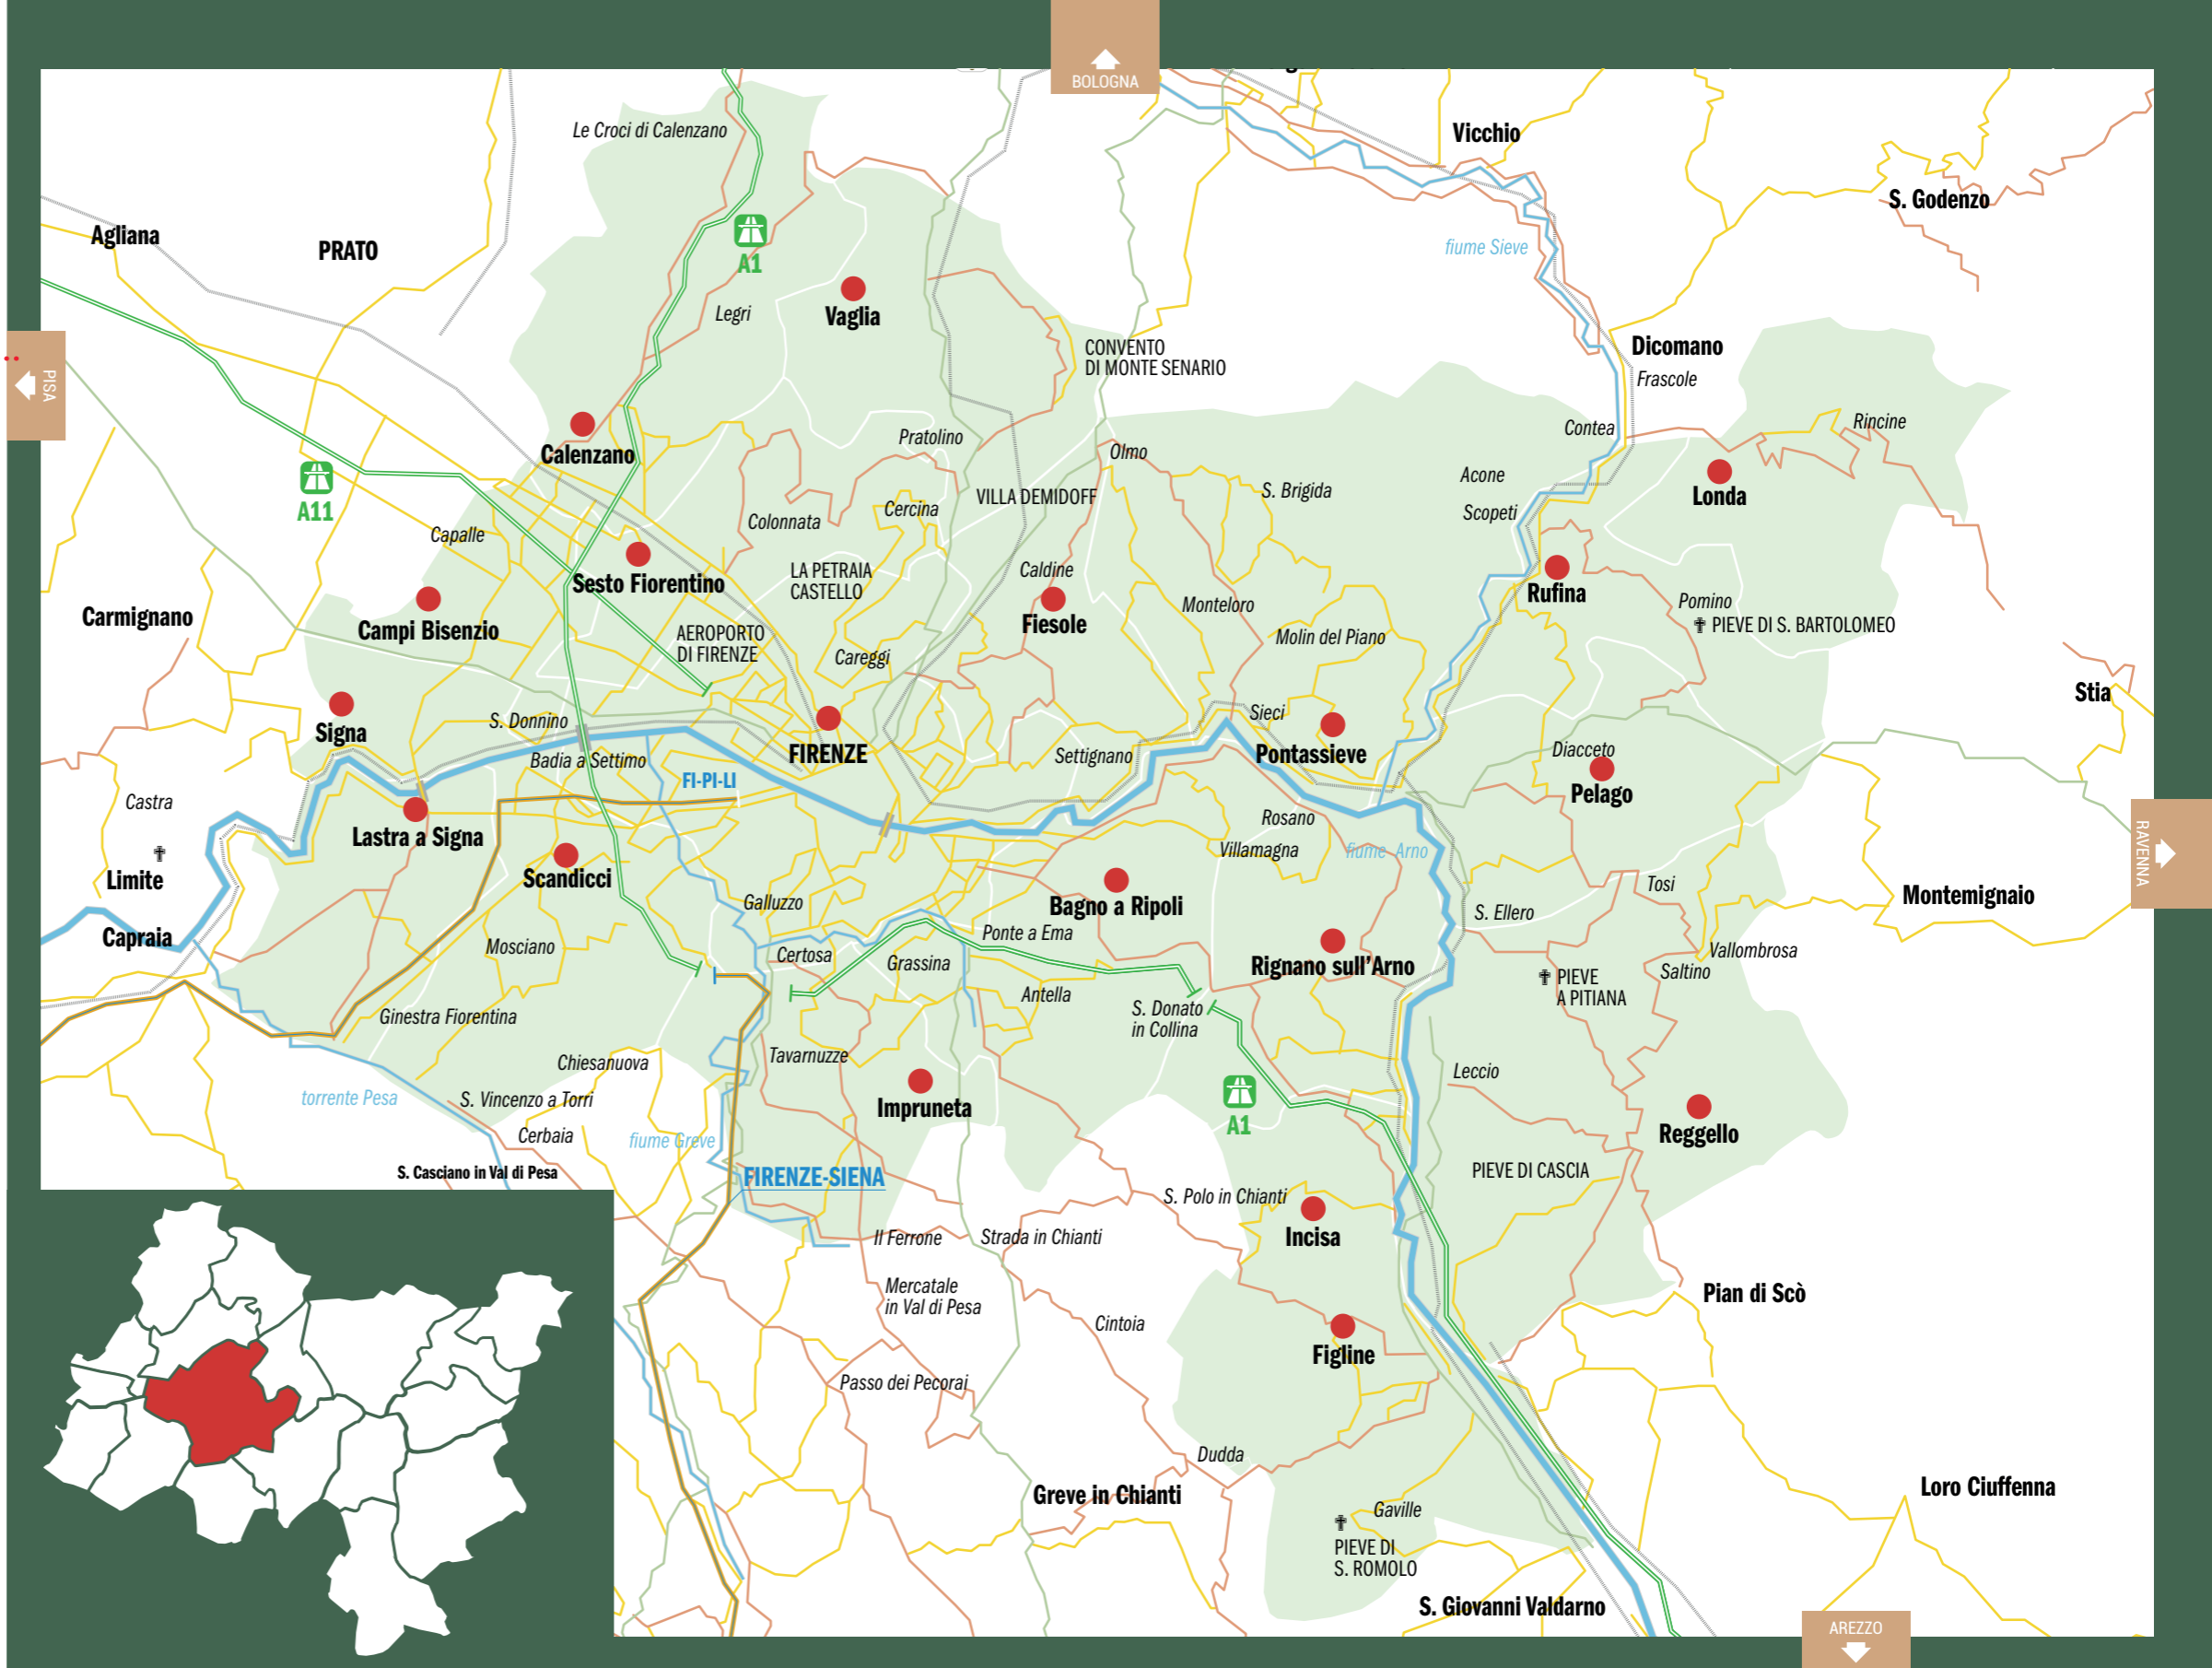 BOLOGNA
Le Croci di Calenzano
Vicchio
S. Godenzo
Agliana
PRATO
fiume Sieve
A1
Legri
Vaglia
CONVENTO
DI MONTE SENARIO
Dicomano
Frascole
PISA
Rincine
Contea
Calenzano
Pratolino
Olmo
Acone
S. Brigida
VILLA DEMIDOFF
Londa
A11
Cercina
Scopeti
Colonnata
Capalle
LA PETRAIA
CASTELLO
Caldine
Sesto Fiorentino
Rufina
Carmignano
Campi Bisenzio
Monteloro
Pomino
PIEVE DI S. BARTOLOMEO
Fiesole
AEROPORTO
DI FIRENZE
Molin del Piano
Careggi
Stia
Signa
S. Donnino
Sieci
FIRENZE
Settignano
Pontassieve
Diacceto
Badia a Settimo
FI-PI-LI
Pelago
Castra
Lastra a Signa
Rosano
Villamagna
fiume Arno
RAVENNA
Limite
Scandicci
Tosi
Montemignaio
Galluzzo
Bagno a Ripoli
S. Ellero
Capraia
Ponte a Ema
Mosciano
Certosa
Grassina
Vallombrosa
Rignano sull'Arno
Saltino
PIEVE
A PITIANA
Antella
S. Donato
in Collina
Ginestra Fiorentina
Tavarnuzze
Chiesanuova
Leccio
torrente Pesa
S. Vincenzo a Torri
Impruneta
A1
Cerbaia
fiume Greve
Reggello
S. Casciano in Val di Pesa
FIRENZE-SIENA
PIEVE DI CASCIA
S. Polo in Chianti
Incisa
Il Ferrone
Strada in Chianti
Mercatale
in Val di Pesa
Pian di Scò
Cintoia
Figline
Passo dei Pecorai
Dudda
Greve in Chianti
Loro Ciuffenna
Gaville
PIEVE DI
S. ROMOLO
S. Giovanni Valdarno
AREZZO